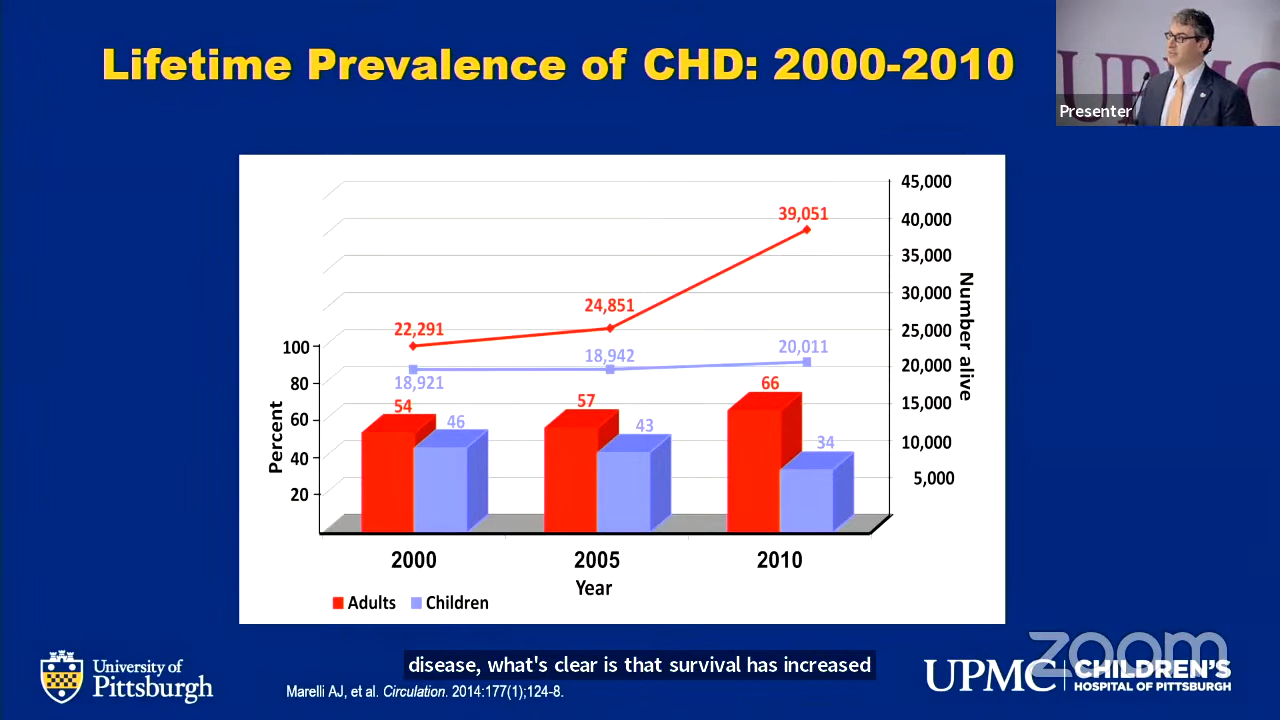 Lifetime Prevalence of CHD: 2000-2010
UPMC
Presenter
45,000
40,000
35,000
30,000
25,000
20,000
15,000
10,000
5,000
Number alive
39,051
24,851
22,291
20,011
18,942
18,921
100
80
60
40
20
Percent
54
46
57
43
66
34
2000
2005
2010
Year
Adults
Children
disease, what's clear is that survival has increased
zoom
University of
Pittsburgh
Marelli AJ, et al. Circulation. 2014:177(1);124-8.
UPMC
CHILDREN'S
HOSPITAL OF PITTSBURGH